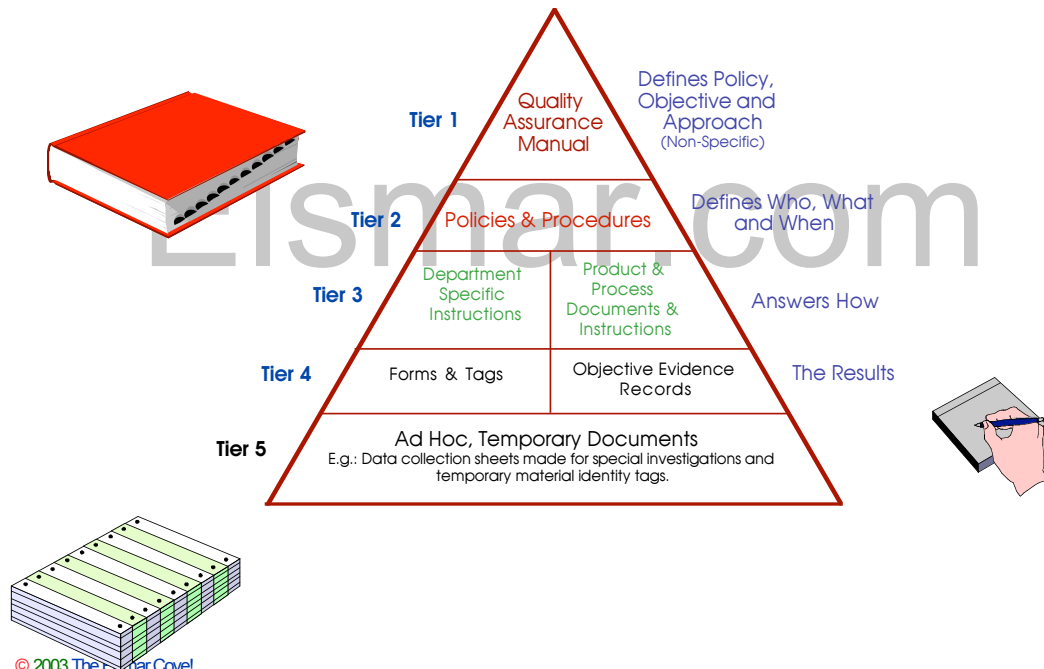 Elsmar.com
Tier 1
Quality
Assurance
Manual
Defines Policy,
Objective and
Approach
(Non-Specific)
Tier 2
Policies & Procedures
Defines Who, What
and When
Tier 3
Department
Specific
Instructions
Product &
Process
Documents &
Instructions
Answers How
Tier 4
Forms & Tags
Objective Evidence
Records
The Results
Tier 5
Ad Hoc, Temporary Documents
E.g.: Data collection sheets made for special investigations and
temporary material identity tags.
© 2003 The Cove!